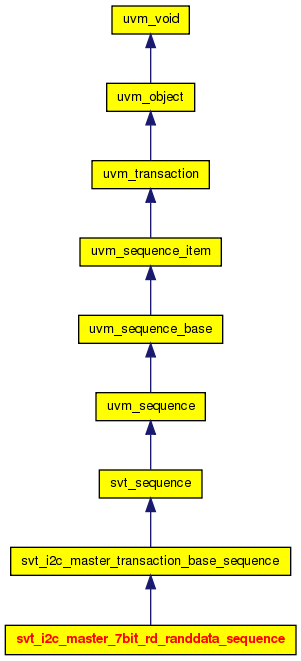 uvm_void
uvm_object
uvm_transaction
uvm_sequence_item
uvm_sequence_base
uvm_sequence
svt_sequence
svt_i2c_master_transaction_base_sequence
svt_i2c_master_7bit_rd_randdata_sequence